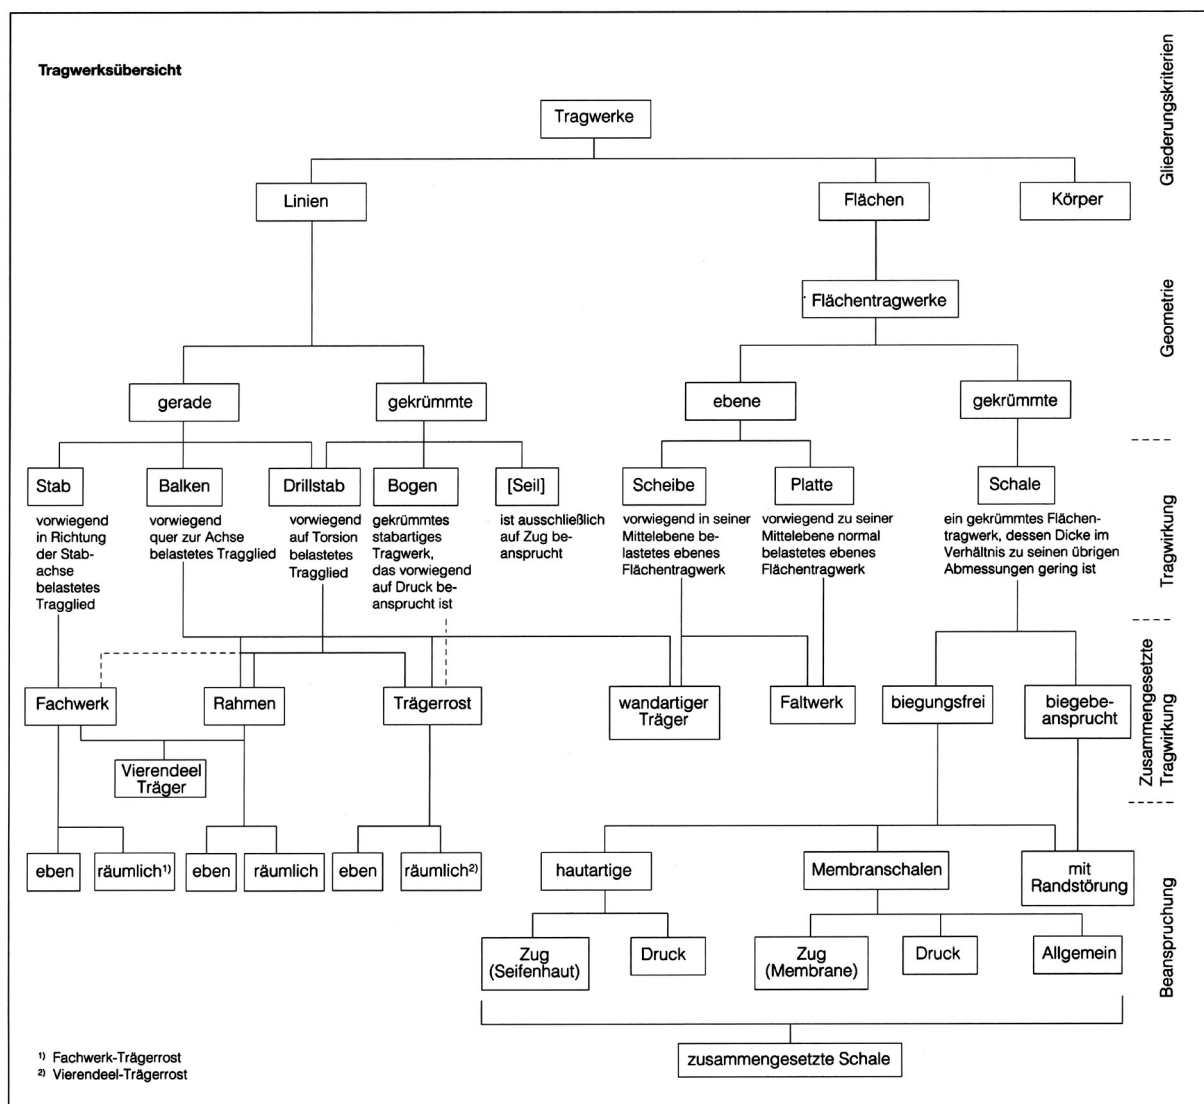 Tragwerksübersicht
Gliederungskriterien
Tragwerke
Linien
Flächen
Körper
Geometrie
Flächentragwerke
gerade
gekrümmte
ebene
gekrümmte
Tragwirkung
Stab
Balken
Drillstab
Bogen
[Seil]
Scheibe
Platte
Schale
vorwiegend
in Richtung
der Stab-
achse
belastetes
Tragglied
vorwiegend
quer zur Achse
belastetes Tragglied
vorwiegend
auf Torsion
belastetes
Tragglied
gekrümmtes
stabartiges
Tragwerk,
das vorwiegend
auf Druck be-
ansprucht ist
ist ausschließlich
auf Zug be-
ansprucht
vorwiegend in seiner
Mittelebene be-
lastetes ebenes
Flächentragwerk
vorwiegend zu seiner
Mittelebene normal
belastetes ebenes
Flächentragwerk
ein gekrümmtes Flächen-
tragwerk, dessen Dicke im
Verhältnis zu seinen übrigen
Abmessungen gering ist
Zusammengesetzte
Tragwirkung
Fachwerk
Rahmen
Trägerrost
wandartiger
Träger
Faltwerk
biegungsfrei
biegebe-
ansprucht
Vierendeel
Träger
eben
räumlich¹⁾
eben
räumlich
eben
räumlich²⁾
hautartige
Membranschalen
mit
Randstörung
Beanspruchung
Zug
(Seifenhaut)
Druck
Zug
(Membrane)
Druck
Allgemein
zusammengesetzte Schale
¹⁾ Fachwerk-Trägerrost
²⁾ Vierendeel-Trägerrost